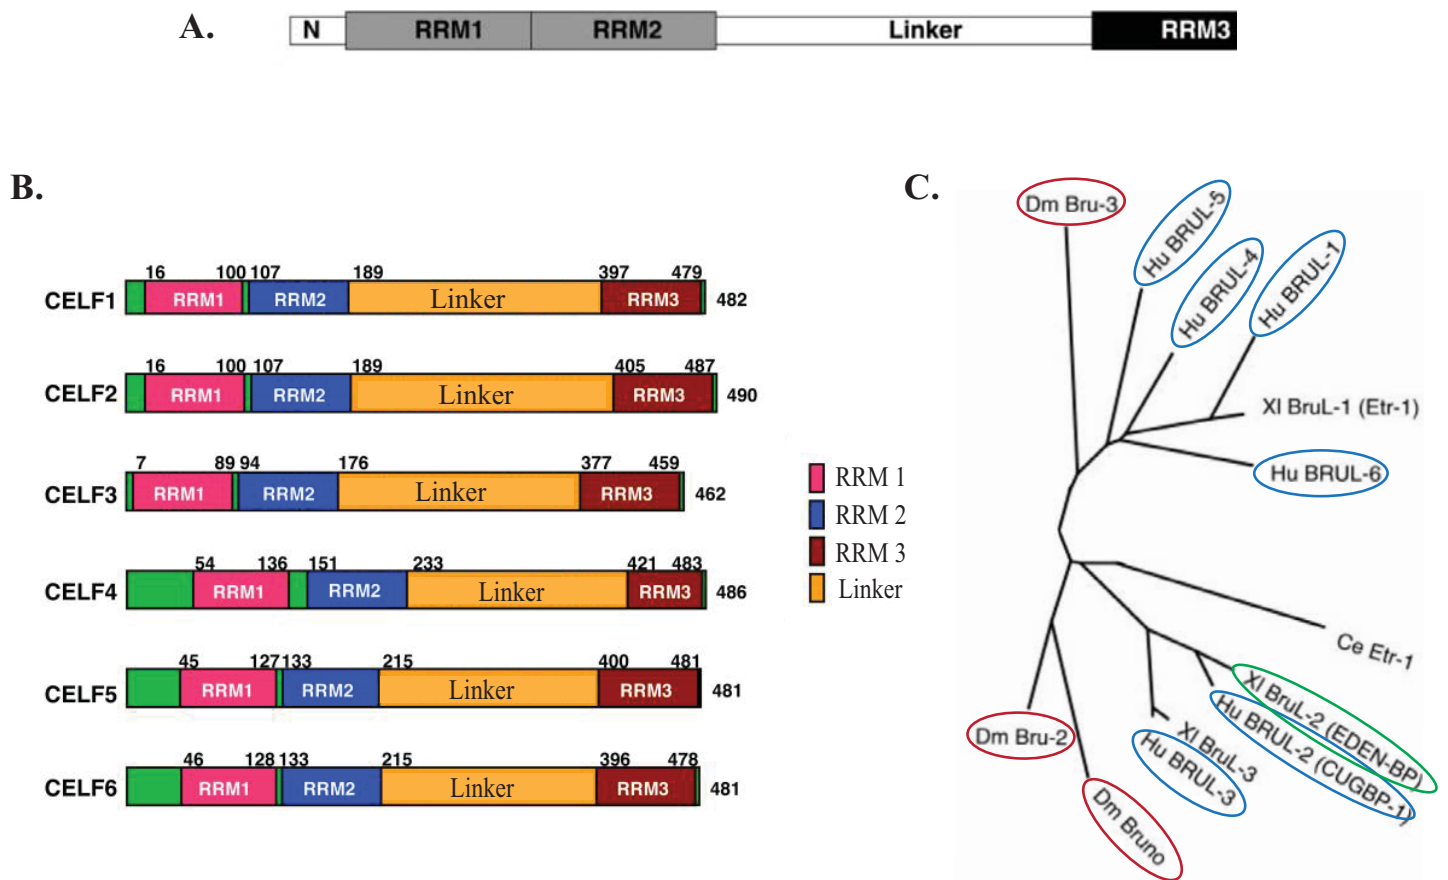 A.
N RRM1 RRM2 Linker RRM3
B.
16 100 107 189 397 479
CELF1 RRM1 RRM2 Linker RRM3 482
16 100 107 189 405 487
CELF2 RRM1 RRM2 Linker RRM3 490
7 89 94 176 377 459
CELF3 RRM1 RRM2 Linker RRM3 462
54 136 151 233 421 483
CELF4 RRM1 RRM2 Linker RRM3 486
45 127 133 215 400 481
CELF5 RRM1 RRM2 Linker RRM3 481
46 128 133 215 396 478
CELF6 RRM1 RRM2 Linker RRM3 481
RRM 1
RRM 2
RRM 3
Linker
C.
Dm Bru-3
Hu BRUL-5
Hu BRUL-4
Hu BRUL-1
Xl BruL-1 (Etr-1)
Hu BRUL-6
Ce Etr-1
Xl BruL-2 (EDEN-BP)
Hu BRUL-2 (CUGBP-1)
Xl BruL-3
Hu BRUL-3
Dm Bru-2
Dm Bruno